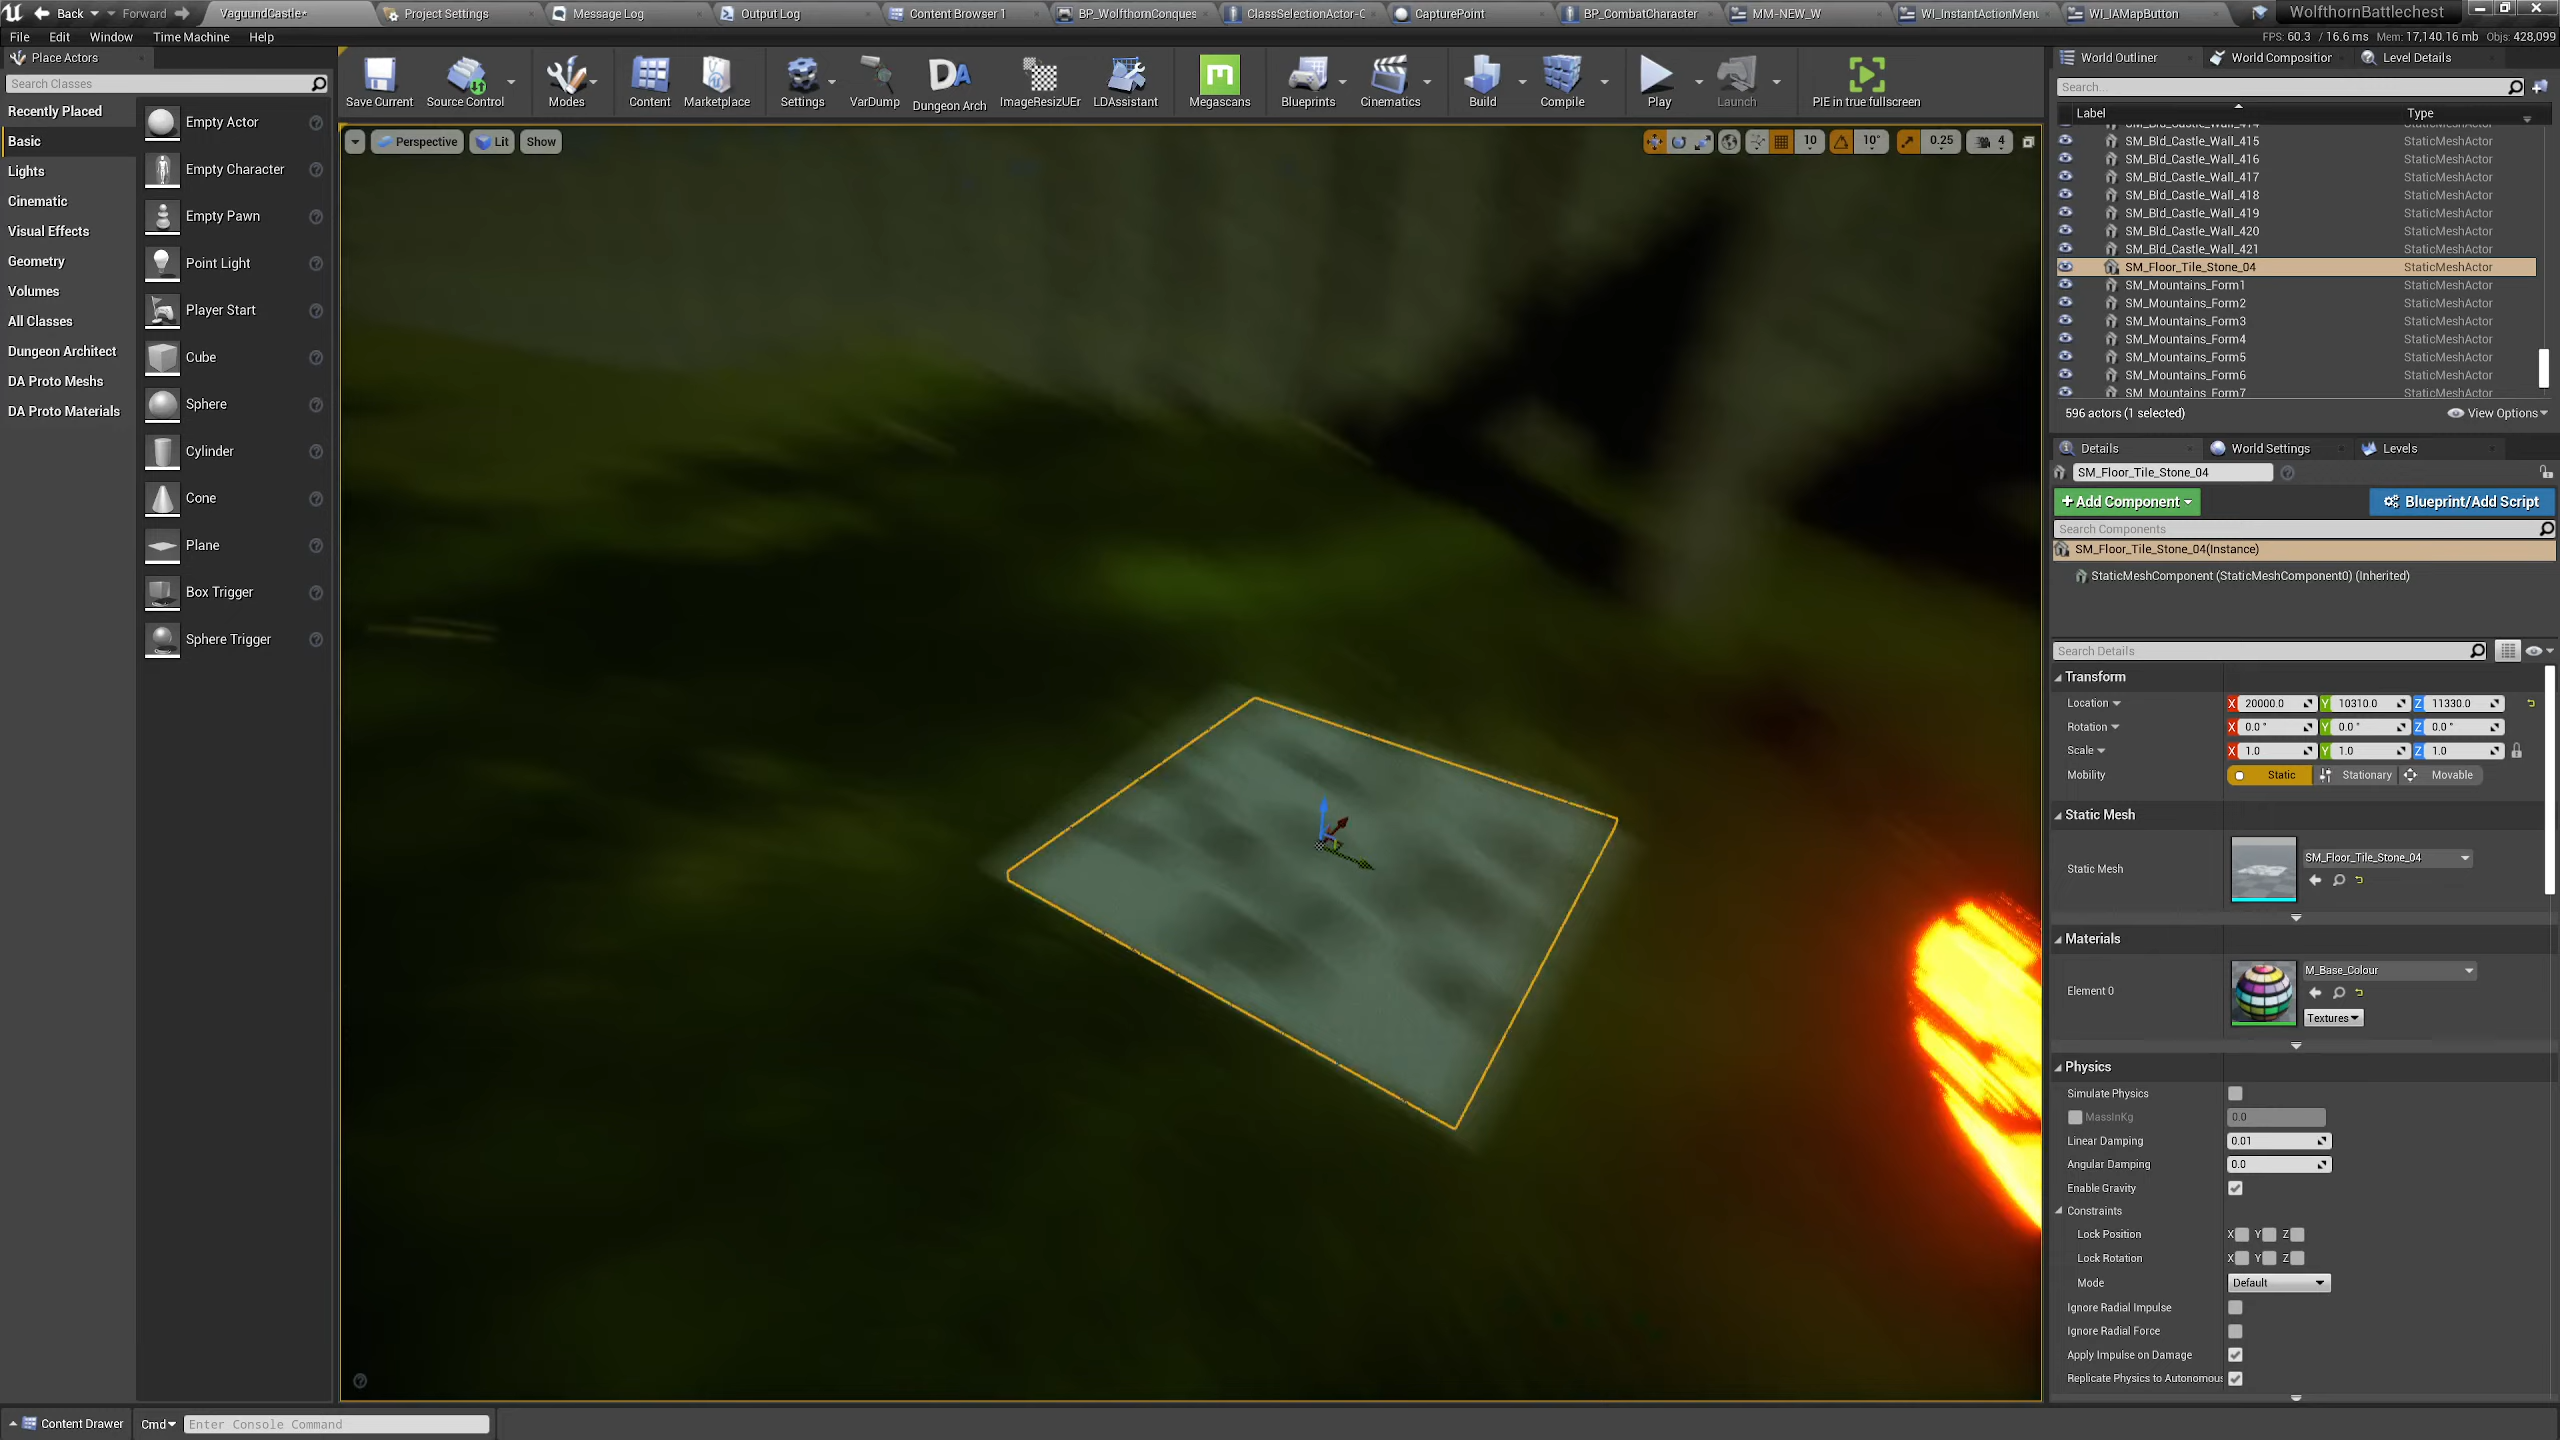 Back Forward VaguundCastle* Project Settings Message Log Output Log Content Browser 1 BP_WolfthornConques ClassSelectionActor-C CapturePoint BP_CombatCharacter MM-NEW_W WI_InstantActionMenu WI_IAMapButton WolfthornBattlechest
File Edit Window Time Machine Help
FPS: 60.3 / 16.6 ms Mem: 17,140.16 mb Objs: 428,099
Place Actors
Search Classes
Recently Placed
Basic
Lights
Cinematic
Visual Effects
Geometry
Volumes
All Classes
Dungeon Architect
DA Proto Meshs
DA Proto Materials
Empty Actor
Empty Character
Empty Pawn
Point Light
Player Start
Cube
Sphere
Cylinder
Cone
Plane
Box Trigger
Sphere Trigger
Save Current Source Control Modes Content Marketplace Settings VarDump Dungeon Arch ImageResizUEr LDAssistant Megascans Blueprints Cinematics Build Compile Play Launch PIE in true fullscreen
Perspective Lit Show
10 10° 0.25 4
World Outliner World Composition Level Details
Search...
Label Type
SM_Bld_Castle_Wall_414 StaticMeshActor
SM_Bld_Castle_Wall_415 StaticMeshActor
SM_Bld_Castle_Wall_416 StaticMeshActor
SM_Bld_Castle_Wall_417 StaticMeshActor
SM_Bld_Castle_Wall_418 StaticMeshActor
SM_Bld_Castle_Wall_419 StaticMeshActor
SM_Bld_Castle_Wall_420 StaticMeshActor
SM_Bld_Castle_Wall_421 StaticMeshActor
SM_Floor_Tile_Stone_04 StaticMeshActor
SM_Mountains_Form1 StaticMeshActor
SM_Mountains_Form2 StaticMeshActor
SM_Mountains_Form3 StaticMeshActor
SM_Mountains_Form4 StaticMeshActor
SM_Mountains_Form5 StaticMeshActor
SM_Mountains_Form6 StaticMeshActor
SM_Mountains_Form7 StaticMeshActor
596 actors (1 selected) View Options
Details World Settings Levels
SM_Floor_Tile_Stone_04
+ Add Component Blueprint/Add Script
Search Components
SM_Floor_Tile_Stone_04(Instance)
StaticMeshComponent (StaticMeshComponent0) (Inherited)
Search Details
Transform
Location X 20000.0 Y 10310.0 Z 11330.0
Rotation X 0.0 ° Y 0.0 ° Z 0.0 °
Scale X 1.0 Y 1.0 Z 1.0
Mobility Static Stationary Movable
Static Mesh
Static Mesh SM_Floor_Tile_Stone_04
Materials
Element 0 M_Base_Colour
Textures
Physics
Simulate Physics
MassInKg 0.0
Linear Damping 0.01
Angular Damping 0.0
Enable Gravity
Constraints
Lock Position X Y Z
Lock Rotation X Y Z
Mode Default
Ignore Radial Impulse
Ignore Radial Force
Apply Impulse on Damage
Replicate Physics to Autonomous
Content Drawer Cmd Enter Console Command